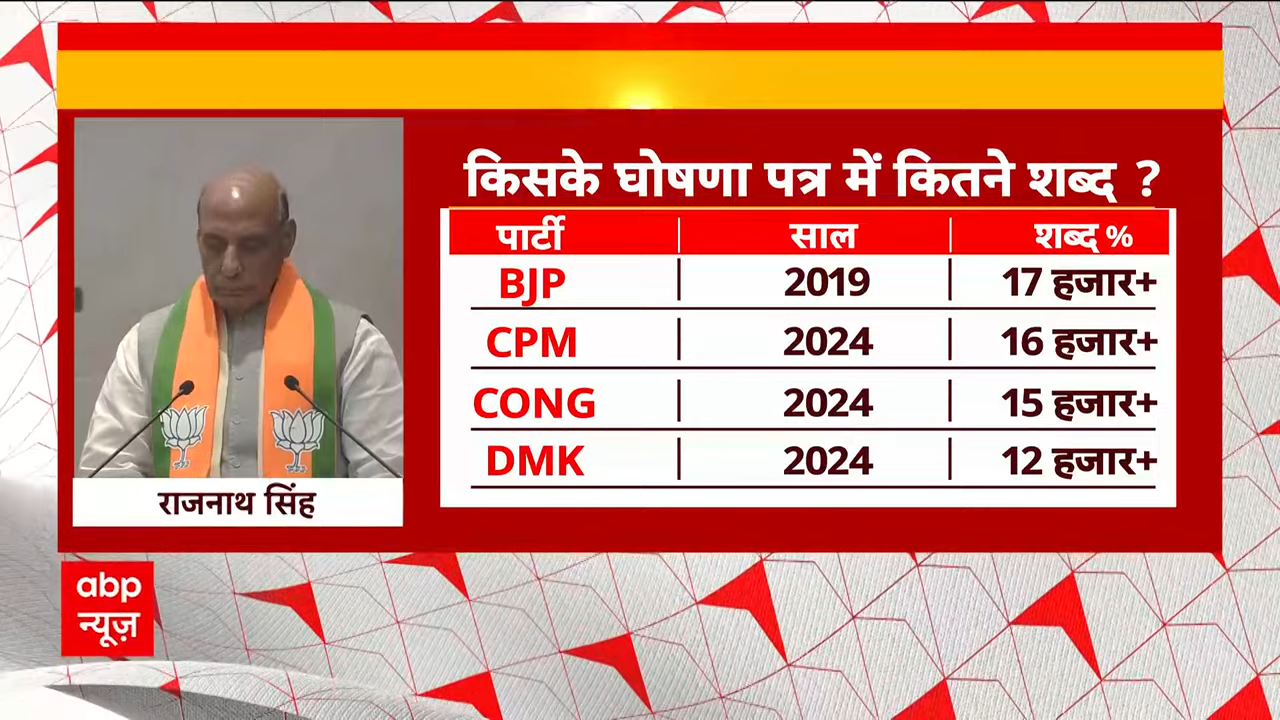 किसके घोषणा पत्र में कितने शब्द ?
पार्टी साल शब्द %
BJP 2019 17 हजार+
CPM 2024 16 हजार+
CONG 2024 15 हजार+
DMK 2024 12 हजार+
राजनाथ सिंह
abp
न्यूज़